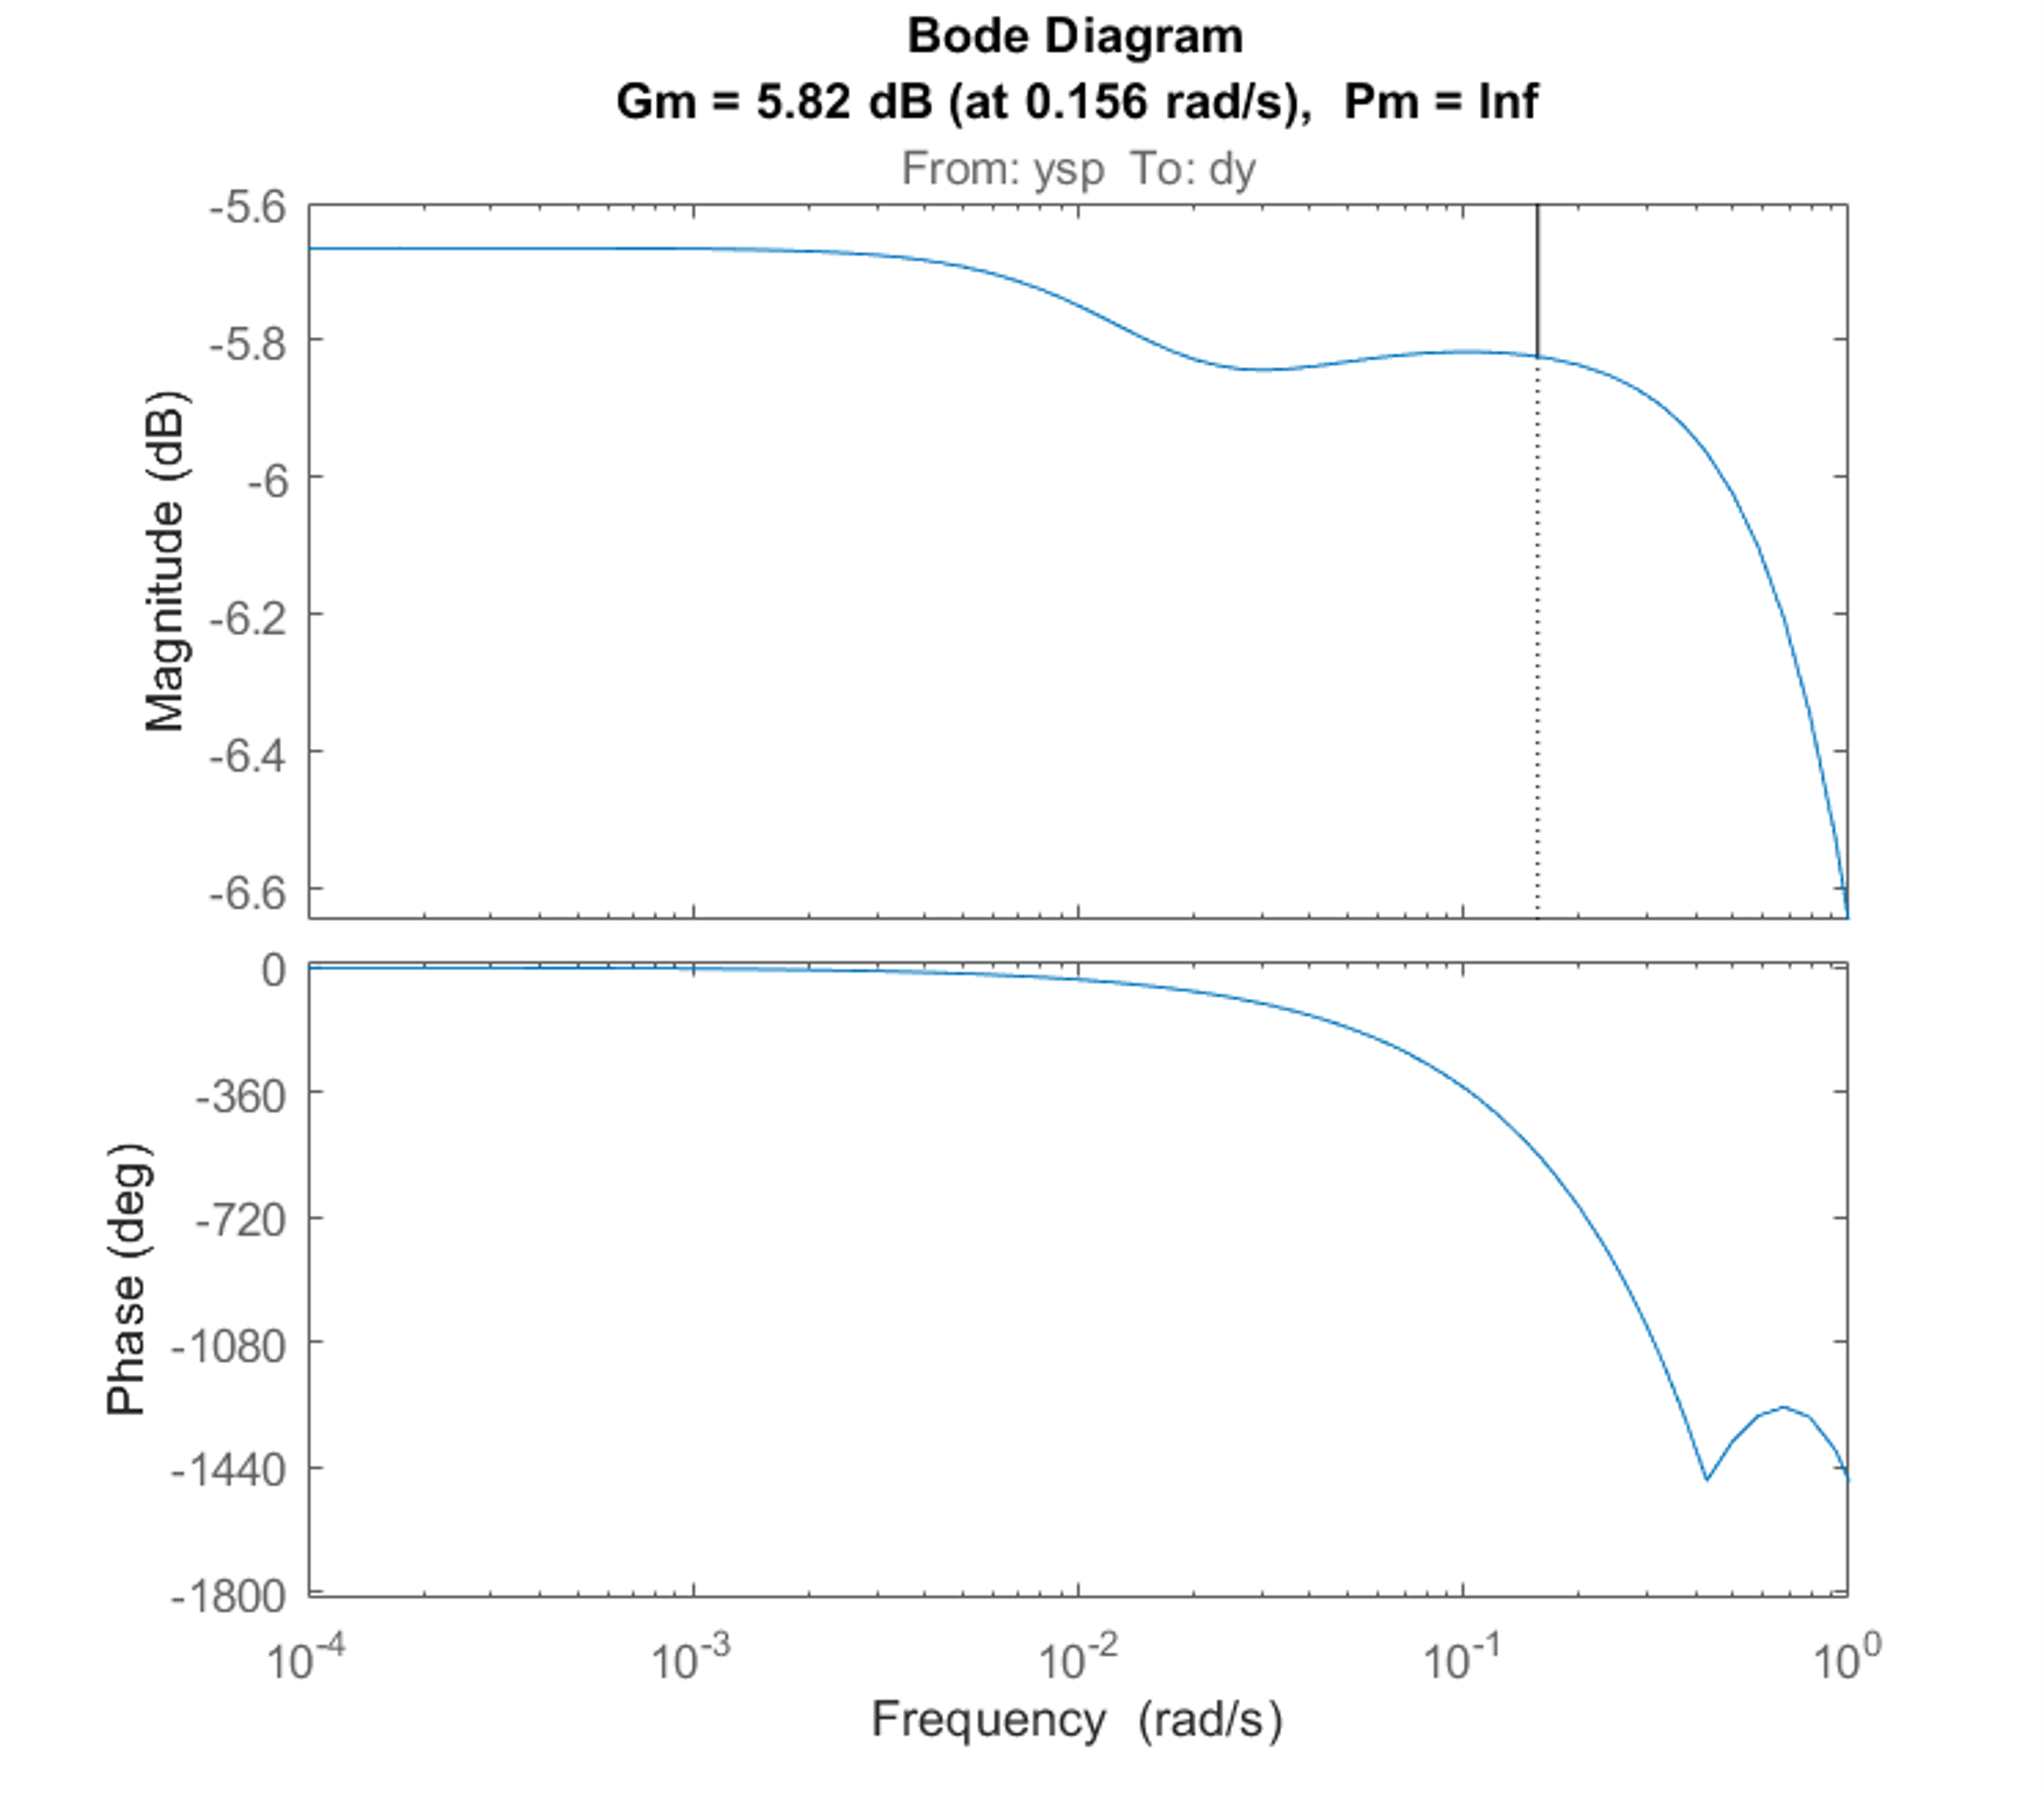 Bode Diagram
Gm = 5.82 dB (at 0.156 rad/s),  Pm = Inf
From: ysp  To: dy
Magnitude (dB)
-5.6
-5.8
-6
-6.2
-6.4
-6.6
Phase (deg)
0
-360
-720
-1080
-1440
-1800
10^-4
10^-3
10^-2
10^-1
10^0
Frequency  (rad/s)